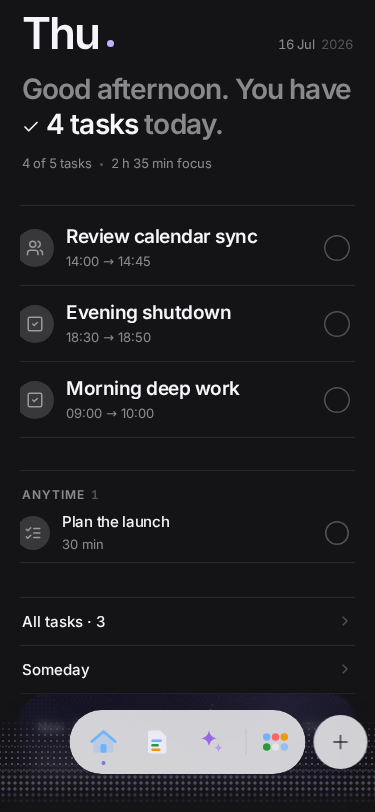 Thu.
16 Jul 2026
Good afternoon. You have
✓ 4 tasks today.
4 of 5 tasks • 2 h 35 min focus
Review calendar sync
14:00 → 14:45
Evening shutdown
18:30 → 18:50
Morning deep work
09:00 → 10:00
ANYTIME 1
Plan the launch
30 min
All tasks · 3
Someday